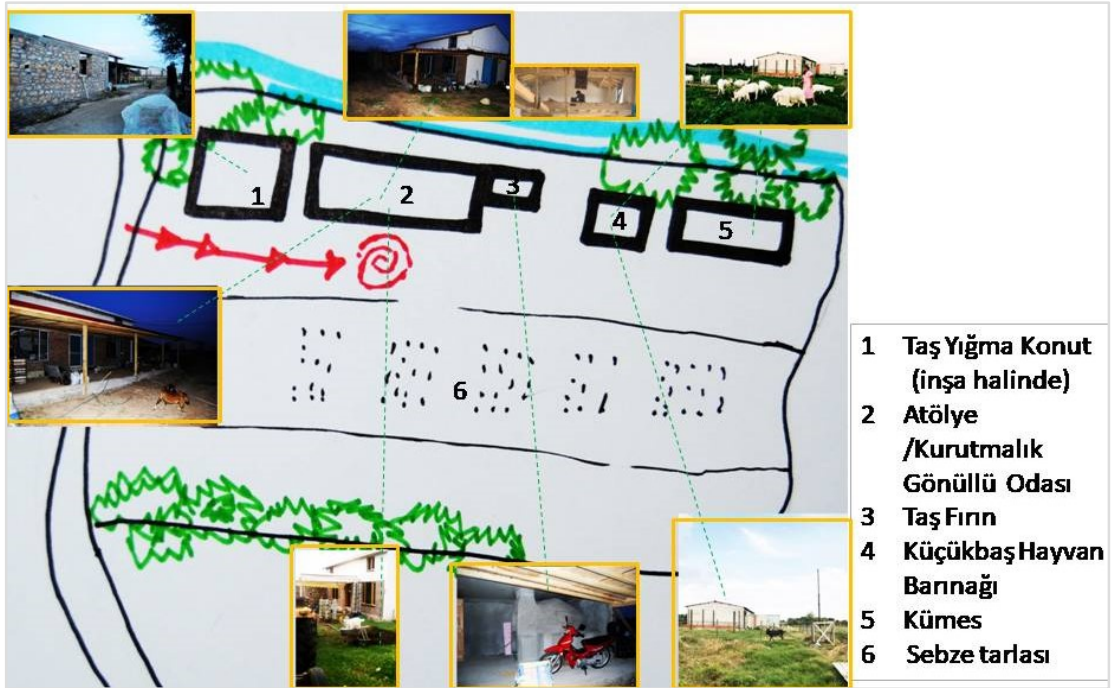 1
2
3
4
5
6
1 Taş Yığma Konut
(inşa halinde)
2 Atölye
/Kurutmalık
Gönüllü Odası
3 Taş Fırın
4 Küçükbaş Hayvan
Barınağı
5 Kümes
6 Sebze tarlası